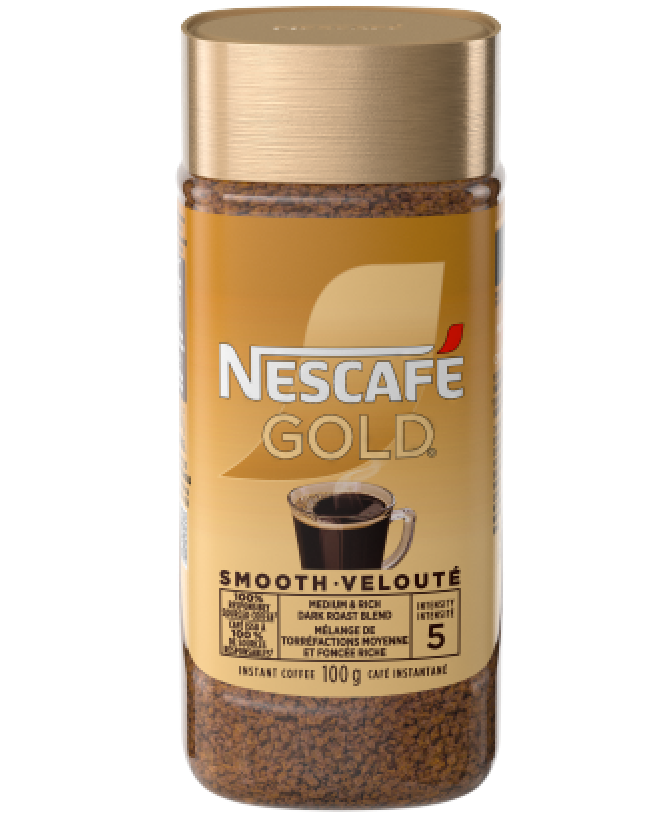 NESCAFÉ
NESCAFÉ
GOLD®
SMOOTH · VELOUTÉ
100%
RESPONSIBLY
SOURCED COFFEE†
CAFÉ ISSU À
100 %
DE SOURCES
RESPONSABLES†
MEDIUM & RICH
DARK ROAST BLEND
MÉLANGE DE
TORRÉFACTIONS MOYENNE
ET FONCÉE RICHE
INTENSITY
INTENSITÉ
5
INSTANT COFFEE 100 g CAFÉ INSTANTANÉ